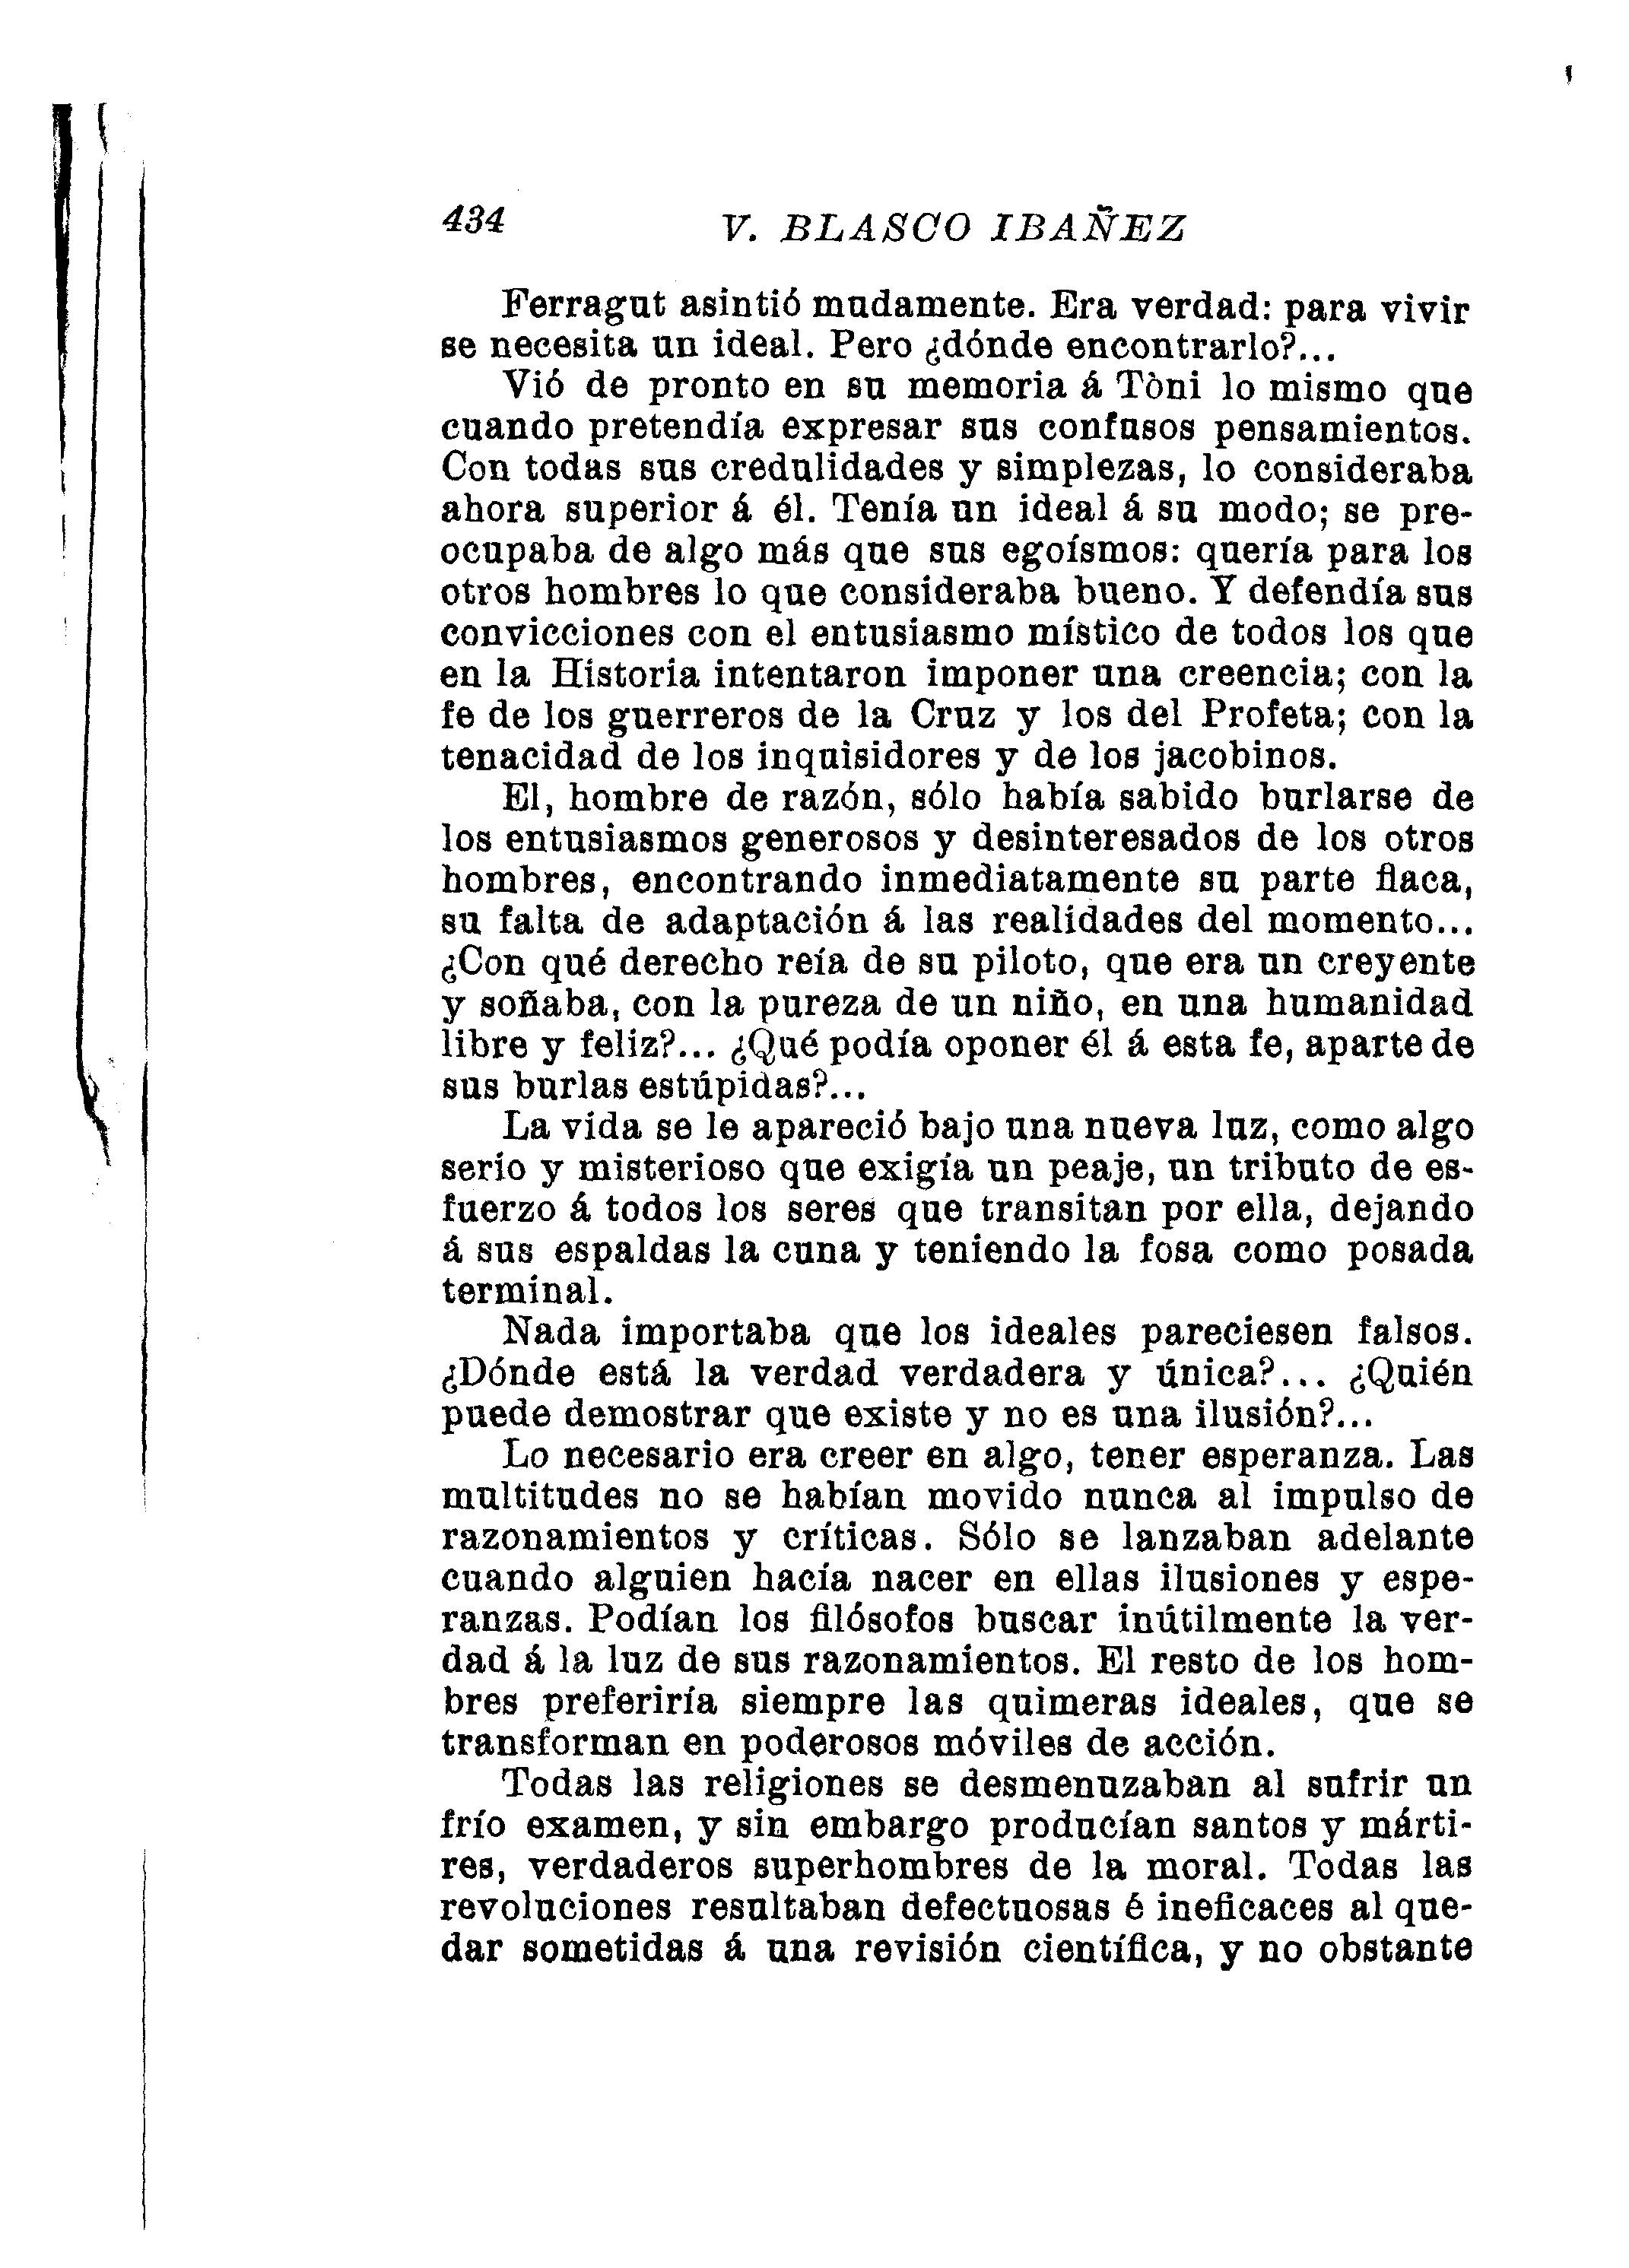 434 V. BLASCO IBAÑEZ
Ferragut asintió mudamente. Era verdad: para vivir
se necesita un ideal. Pero ¿dónde encontrarlo?...
Vió de pronto en su memoria á Tòni lo mismo que
cuando pretendía expresar sus confusos pensamientos.
Con todas sus credulidades y simplezas, lo consideraba
ahora superior á él. Tenía un ideal á su modo; se pre-
ocupaba de algo más que sus egoísmos: quería para los
otros hombres lo que consideraba bueno. Y defendía sus
convicciones con el entusiasmo místico de todos los que
en la Historia intentaron imponer una creencia; con la
fe de los guerreros de la Cruz y los del Profeta; con la
tenacidad de los inquisidores y de los jacobinos.
El, hombre de razón, sólo había sabido burlarse de
los entusiasmos generosos y desinteresados de los otros
hombres, encontrando inmediatamente su parte flaca,
su falta de adaptación á las realidades del momento...
¿Con qué derecho reía de su piloto, que era un creyente
y soñaba, con la pureza de un niño, en una humanidad
libre y feliz?... ¿Qué podía oponer él á esta fe, aparte de
sus burlas estúpidas?...
La vida se le apareció bajo una nueva luz, como algo
serio y misterioso que exigía un peaje, un tributo de es-
fuerzo á todos los seres que transitan por ella, dejando
á sus espaldas la cuna y teniendo la fosa como posada
terminal.
Nada importaba que los ideales pareciesen falsos.
¿Dónde está la verdad verdadera y única?... ¿Quién
puede demostrar que existe y no es una ilusión?...
Lo necesario era creer en algo, tener esperanza. Las
multitudes no se habían movido nunca al impulso de
razonamientos y críticas. Sólo se lanzaban adelante
cuando alguien hacía nacer en ellas ilusiones y espe-
ranzas. Podían los filósofos buscar inútilmente la ver-
dad á la luz de sus razonamientos. El resto de los hom-
bres preferiría siempre las quimeras ideales, que se
transforman en poderosos móviles de acción.
Todas las religiones se desmenuzaban al sufrir un
frío examen, y sin embargo producían santos y márti-
res, verdaderos superhombres de la moral. Todas las
revoluciones resultaban defectuosas é ineficaces al que-
dar sometidas á una revisión científica, y no obstante